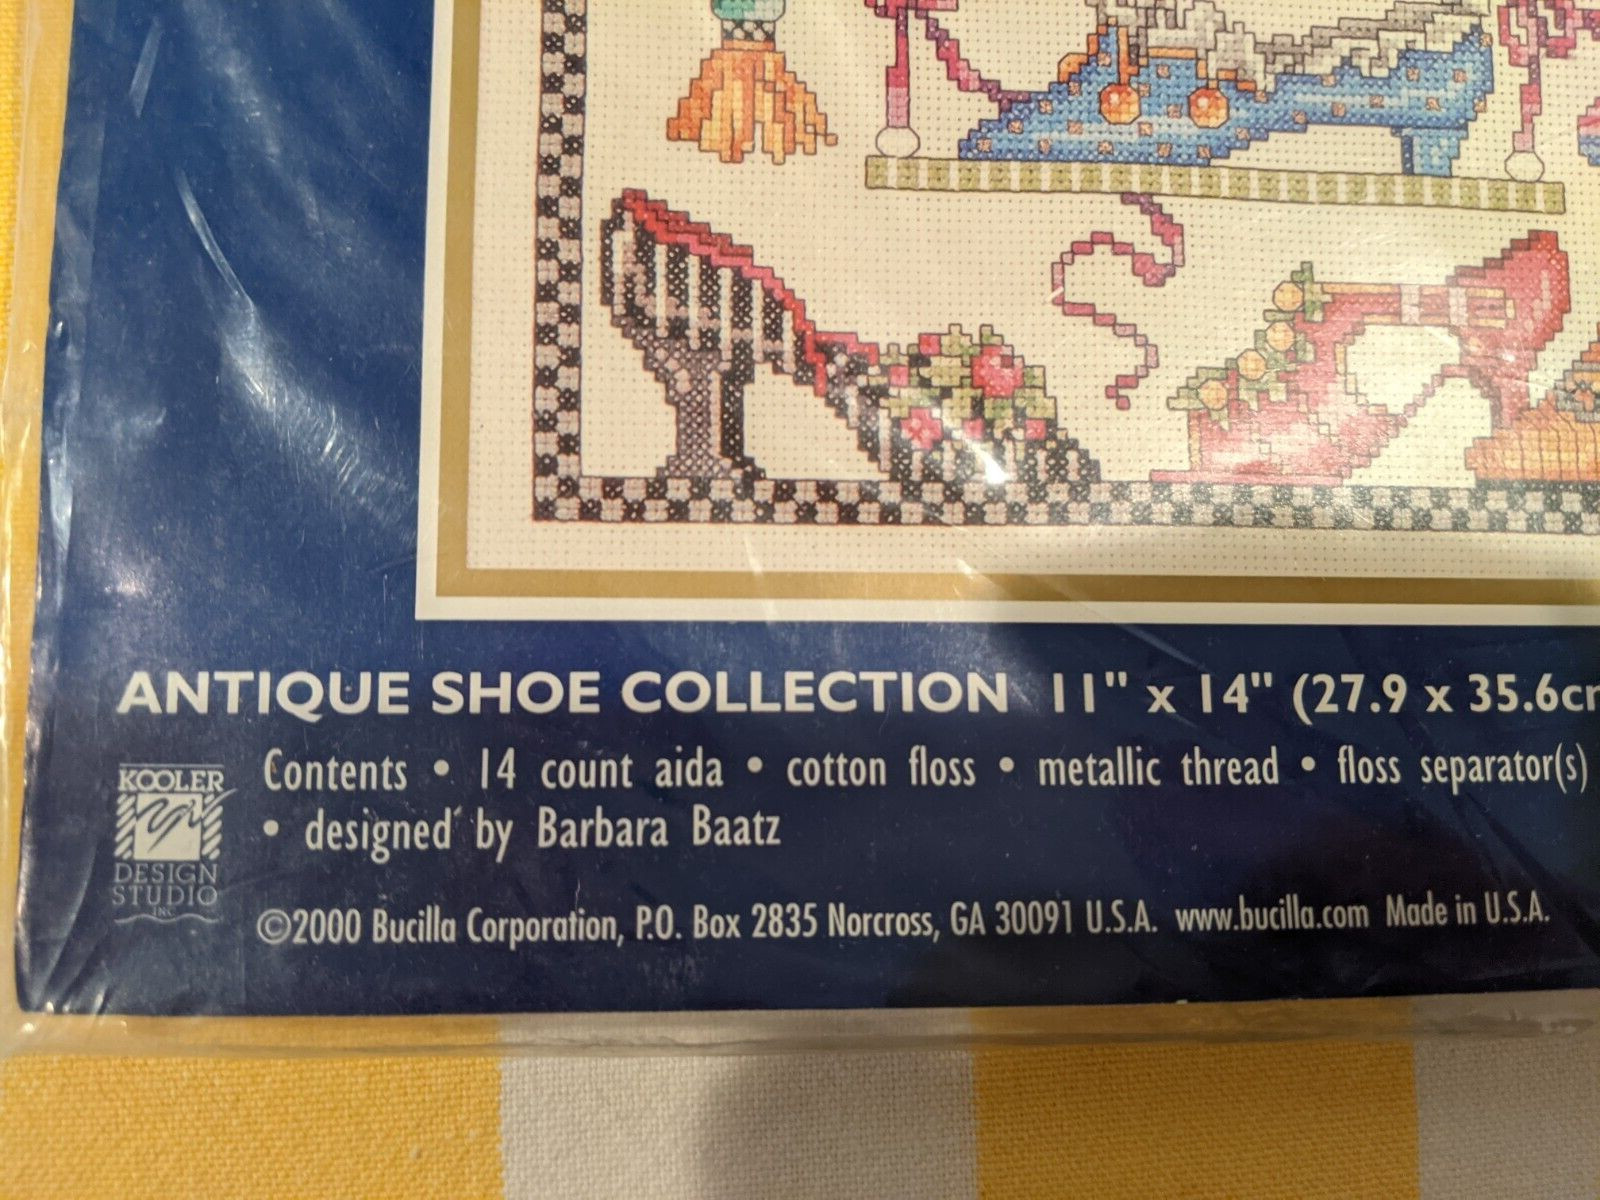 ANTIQUE SHOE COLLECTION 11" x 14" (27.9 x 35.6cm
Contents • 14 count aida • cotton floss • metallic thread • floss separator(s)
• designed by Barbara Baatz
KOOLER
DESIGN
STUDIO
INC
©2000 Bucilla Corporation, P.O. Box 2835 Norcross, GA 30091 U.S.A. www.bucilla.com Made in U.S.A.